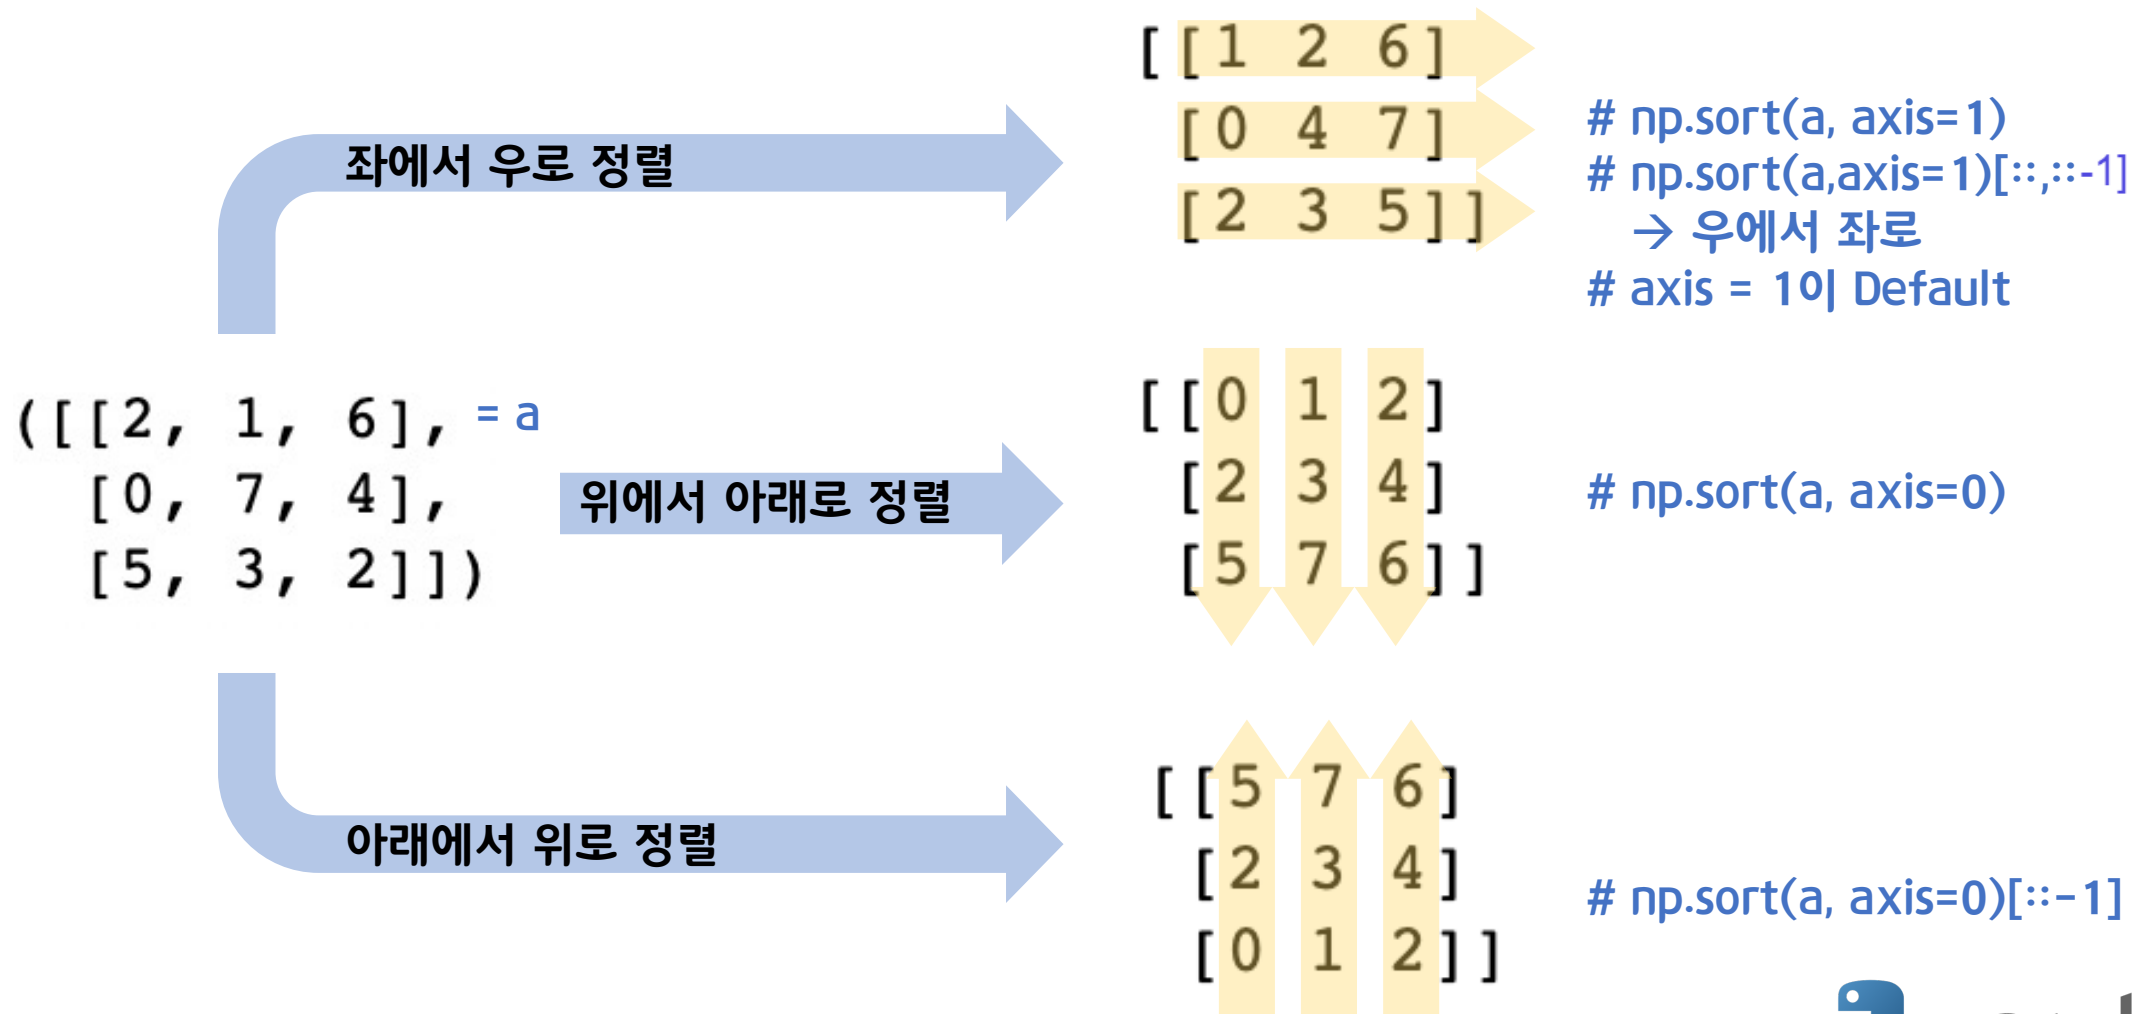 좌에서 우로 정렬
[[1 2 6]
[0 4 7]
[2 3 5]]
# np.sort(a, axis=1)
# np.sort(a,axis=1)[::,::-1]
→ 우에서 좌로
# axis = 1이 Default
([[2, 1, 6], = a
[0, 7, 4],
[5, 3, 2]])
위에서 아래로 정렬
[[0 1 2]
[2 3 4]
[5 7 6]]
# np.sort(a, axis=0)
아래에서 위로 정렬
[[5 7 6]
[2 3 4]
[0 1 2]]
# np.sort(a, axis=0)[::-1]